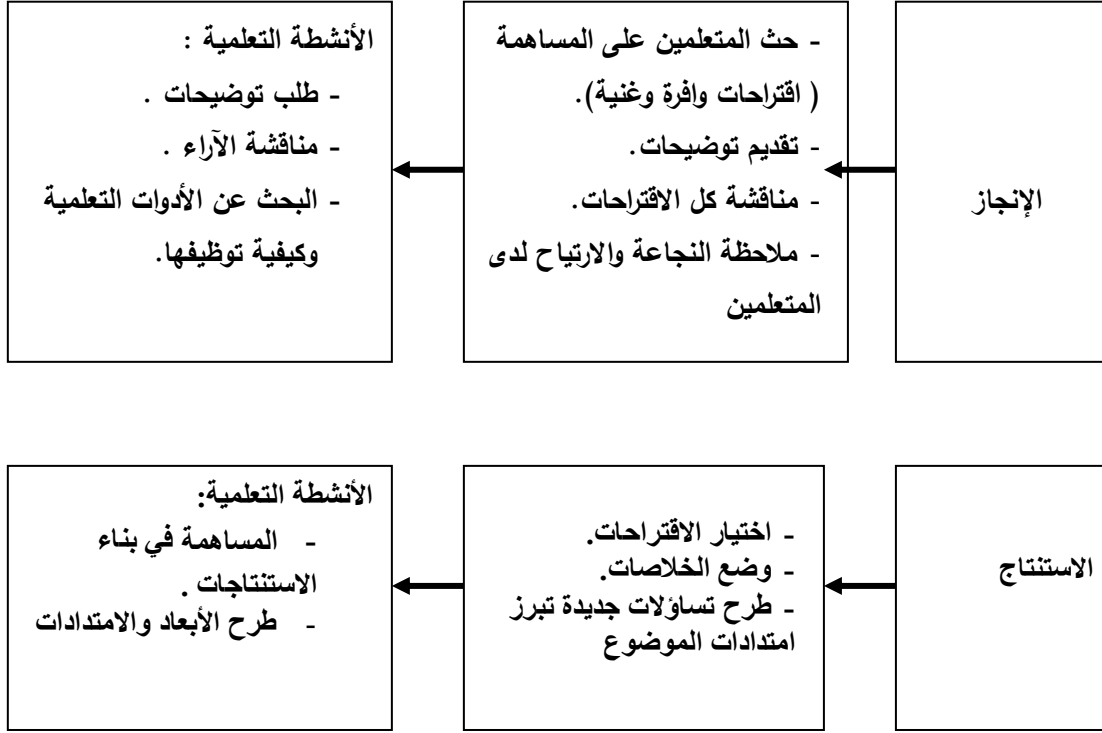 الإنجاز
- حث المتعلمين على المساهمة
( اقتراحات وافرة وغنية).
- تقديم توضيحات.
- مناقشة كل الاقتراحات.
- ملاحظة النجاعة والارتياح لدى
المتعلمين
الأنشطة التعلمية :
- طلب توضيحات .
- مناقشة الآراء .
- البحث عن الأدوات التعلمية
وكيفية توظيفها.
الاستنتاج
- اختيار الاقتراحات.
- وضع الخلاصات.
- طرح تساؤلات جديدة تبرز
امتدادات الموضوع
الأنشطة التعلمية:
- المساهمة في بناء
الاستنتاجات .
- طرح الأبعاد والامتدادات